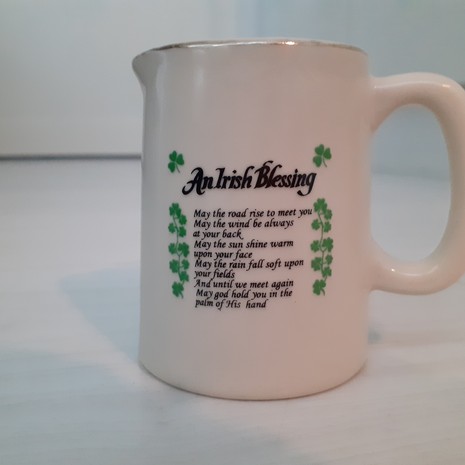 An Irish Blessing
May the road rise to meet you
May the wind be always
at your back
May the sun shine warm
upon your face
May the rain fall soft upon
your fields
And until we meet again
May god hold you in the
palm of His hand